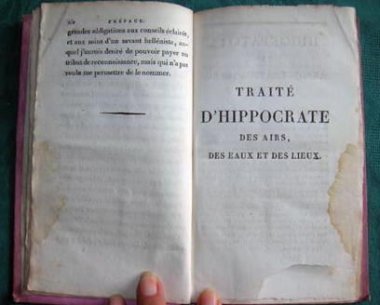 PRÉFACE.
grandes obligations aux conseils éclairés,
et aux soins d'un savant helléniste, au-
quel j'aurois desiré de pouvoir payer un
tribut de reconnoissance, mais qui n'a pas
voulu me permettre de le nommer.
TRAITÉ
D'HIPPOCRATE
DES AIRS,
DES EAUX ET DES LIEUX.